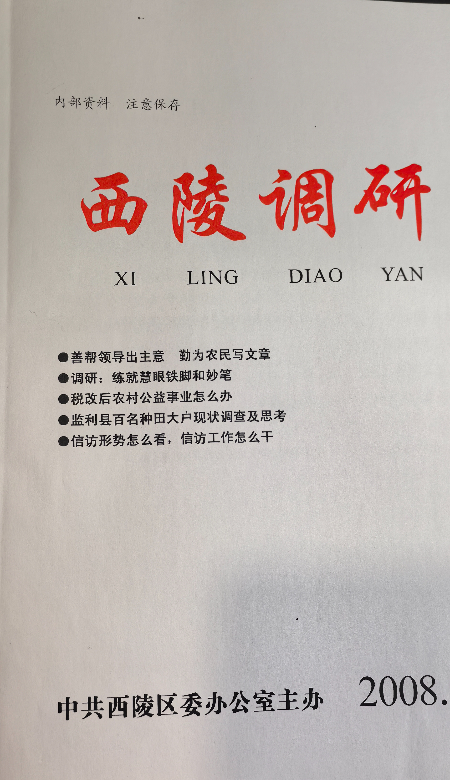 内部资料 注意保存
西陵调研
XI LING DIAO YAN
●善帮领导出主意 勤为农民写文章
●调研：练就慧眼铁脚和妙笔
●税改后农村公益事业怎么办
●监利县百名种田大户现状调查及思考
●信访形势怎么看，信访工作怎么干
中共西陵区委办公室主办 2008.